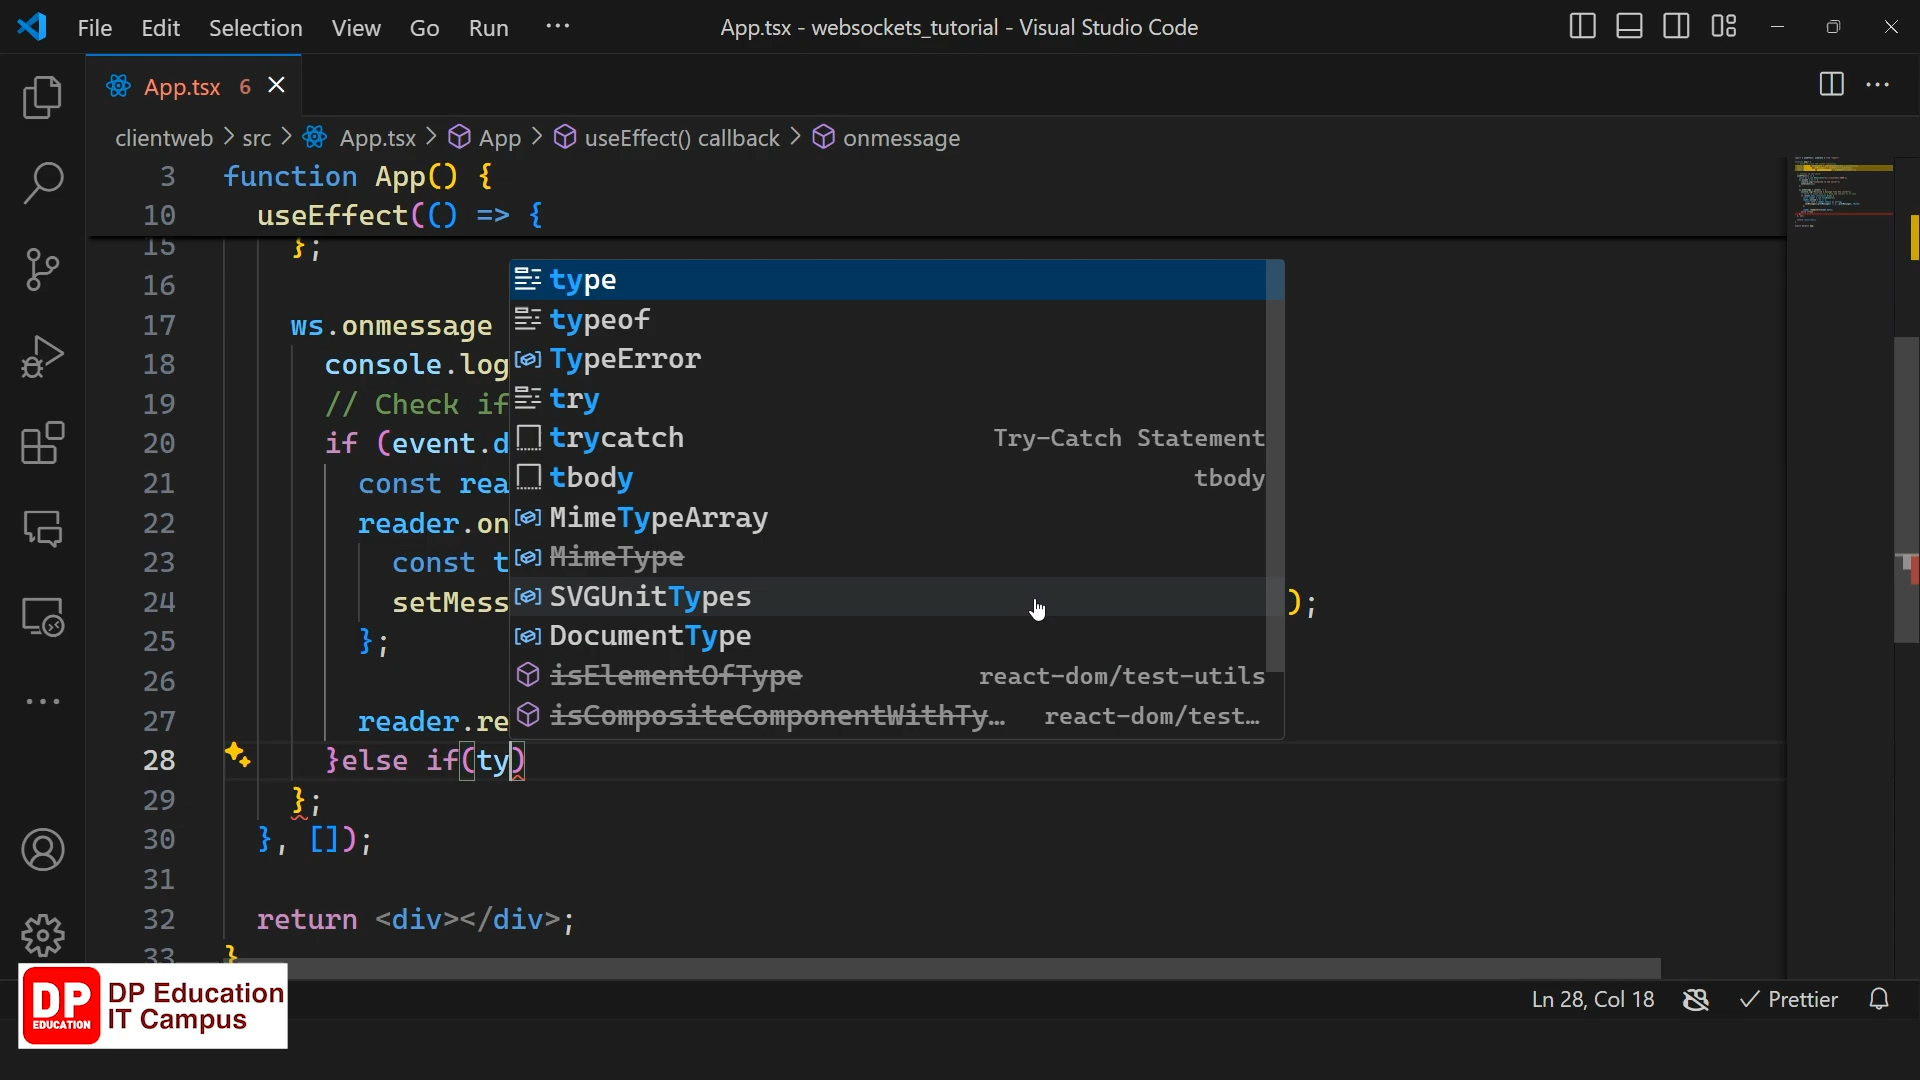 File Edit Selection View Go Run ···
App.tsx - websockets_tutorial - Visual Studio Code
App.tsx 6
clientweb > src > App.tsx > App > useEffect() callback > onmessage
3 function App() {
10 useEffect(() => {
15 };
16
17 ws.onmessage
18 console.log
19 // Check if
20 if (event.d
21 const rea
22 reader.on
23 const t
24 setMess );
25 };
26
27 reader.re
28 }else if(ty)
29 };
30 }, []);
31
32 return <div></div>;
33 }
type
typeof
TypeError
try
trycatch Try-Catch Statement
tbody tbody
MimeTypeArray
MimeType
SVGUnitTypes
DocumentType
isElementOfType react-dom/test-utils
isCompositeComponentWithTy… react-dom/test…
Ln 28, Col 18 Prettier
DP EDUCATION
DP Education
IT Campus